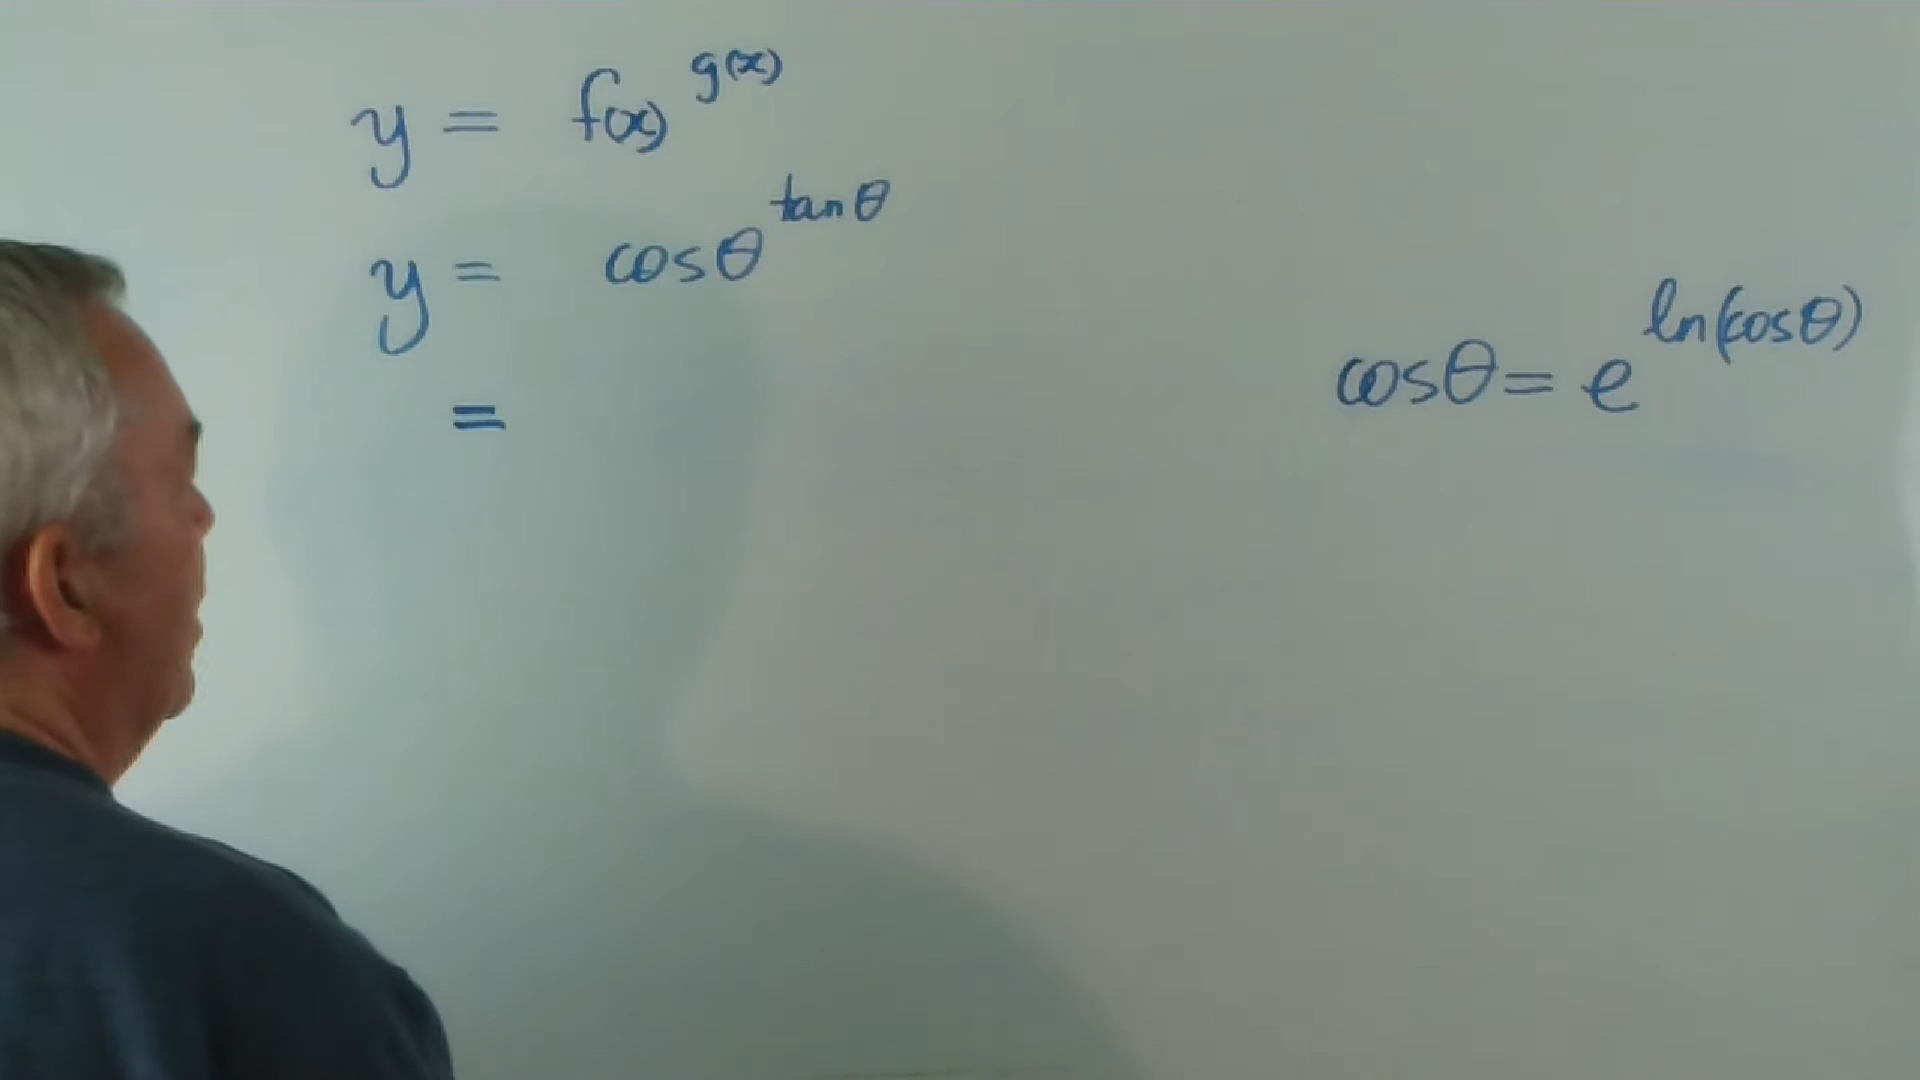 y = f(x)^g(x)
y = cosθ^tanθ
=
cosθ = e^ln(cosθ)